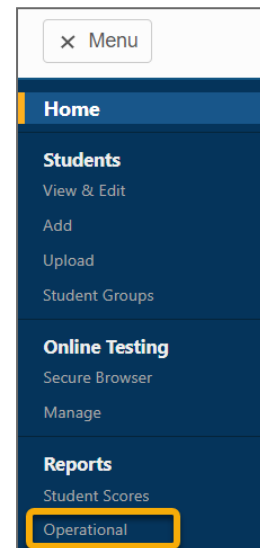 × Menu
Home
Students
View & Edit
Add
Upload
Student Groups
Online Testing
Secure Browser
Manage
Reports
Student Scores
Operational